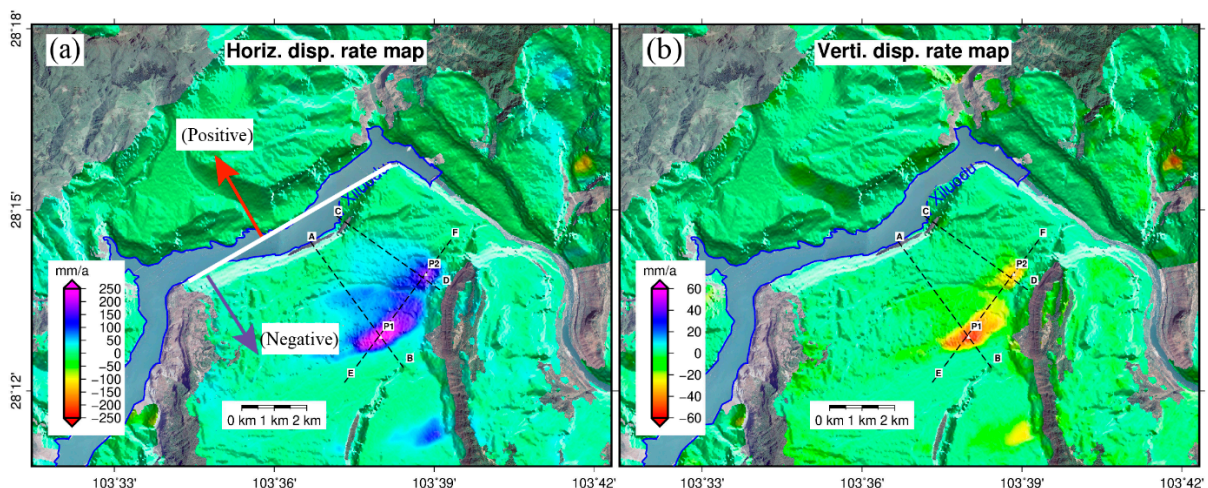 28°18'
28°15'
28°12'
(a)
Horiz. disp. rate map
(Positive)
(Negative)
Xiluodu
A
B
C
D
E
F
P1
P2
mm/a
250
200
150
100
50
0
−50
−100
−150
−200
−250
0 km 1 km 2 km
103°33'
103°36'
103°39'
(b)
Verti. disp. rate map
Xiluodu
A
B
C
D
E
F
P1
P2
mm/a
60
40
20
0
−20
−40
−60
0 km 1 km 2 km
103°33'
103°36'
103°39'
103°42'